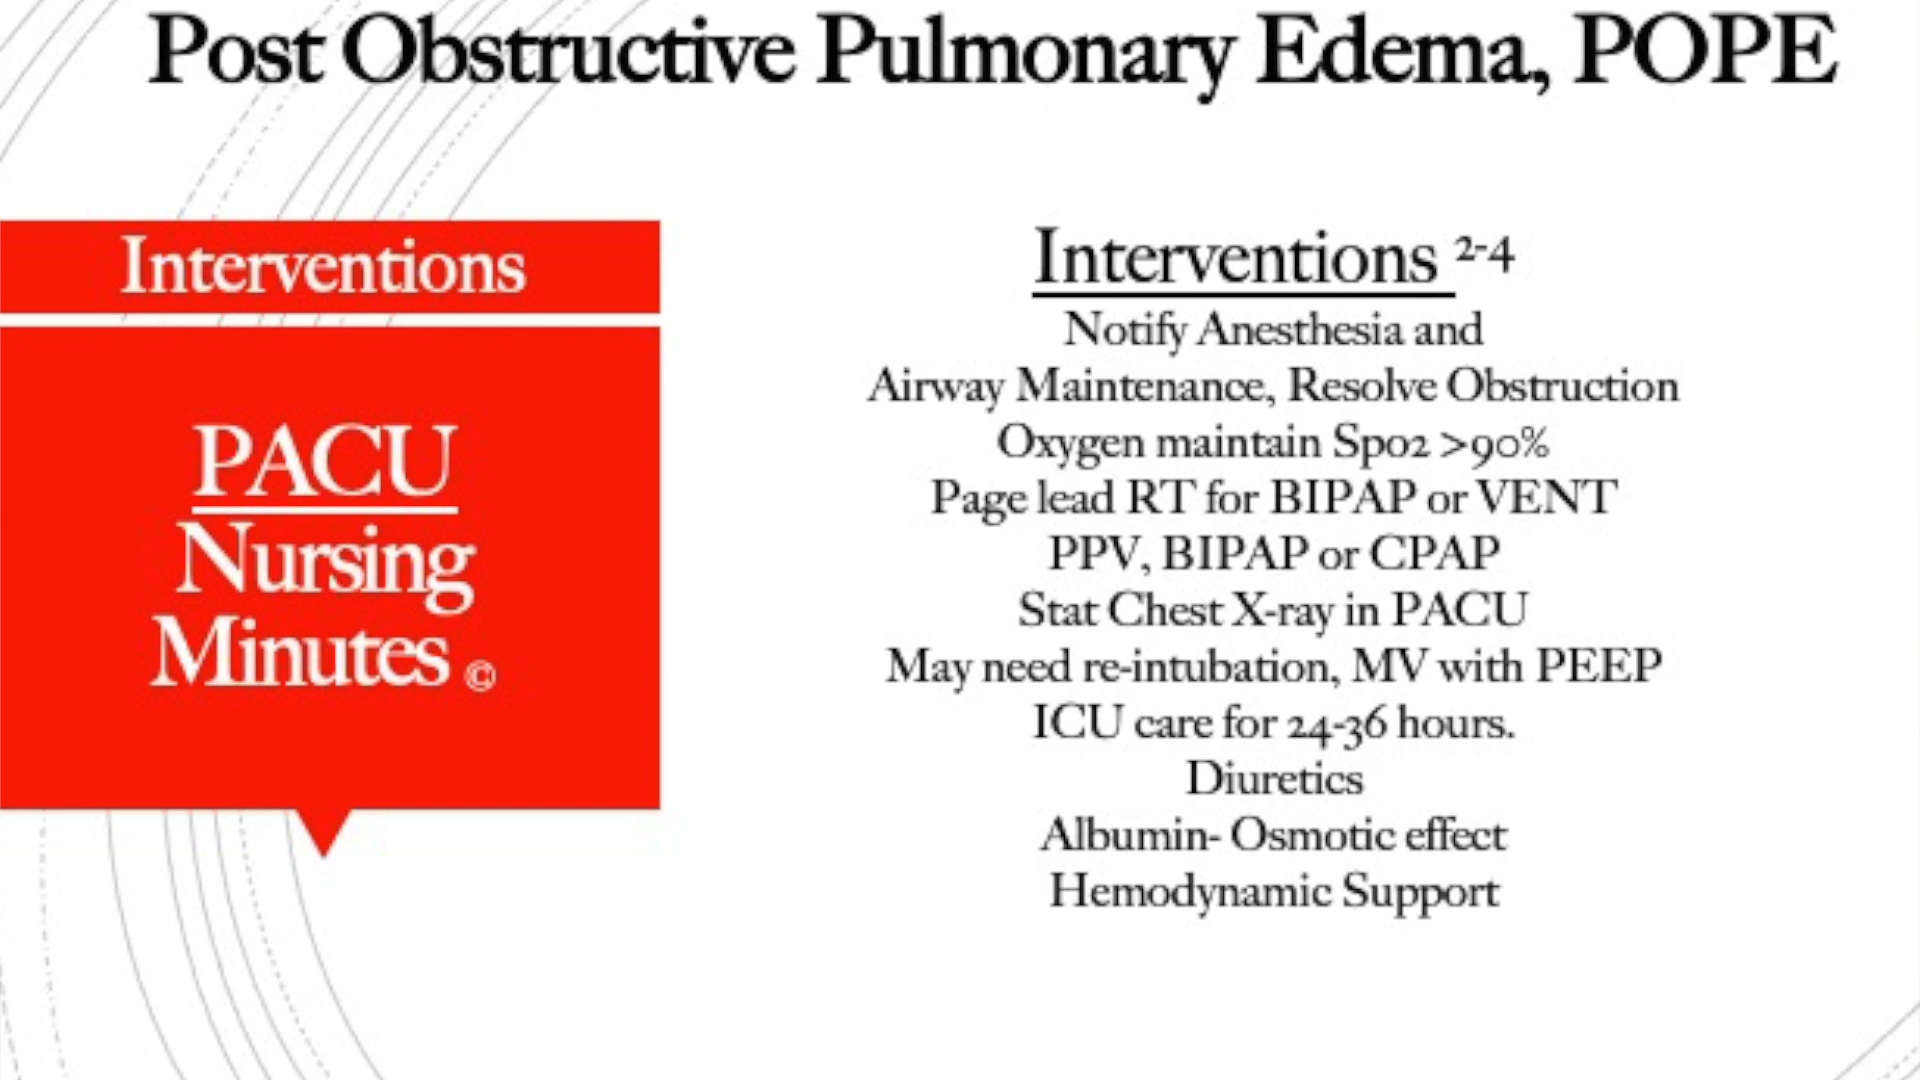 Post Obstructive Pulmonary Edema, POPE
Interventions
PACU
Nursing
Minutes ©
Interventions 2-4
Notify Anesthesia and
Airway Maintenance, Resolve Obstruction
Oxygen maintain Spo2 >90%
Page lead RT for BIPAP or VENT
PPV, BIPAP or CPAP
Stat Chest X-ray in PACU
May need re-intubation, MV with PEEP
ICU care for 24-36 hours.
Diuretics
Albumin- Osmotic effect
Hemodynamic Support